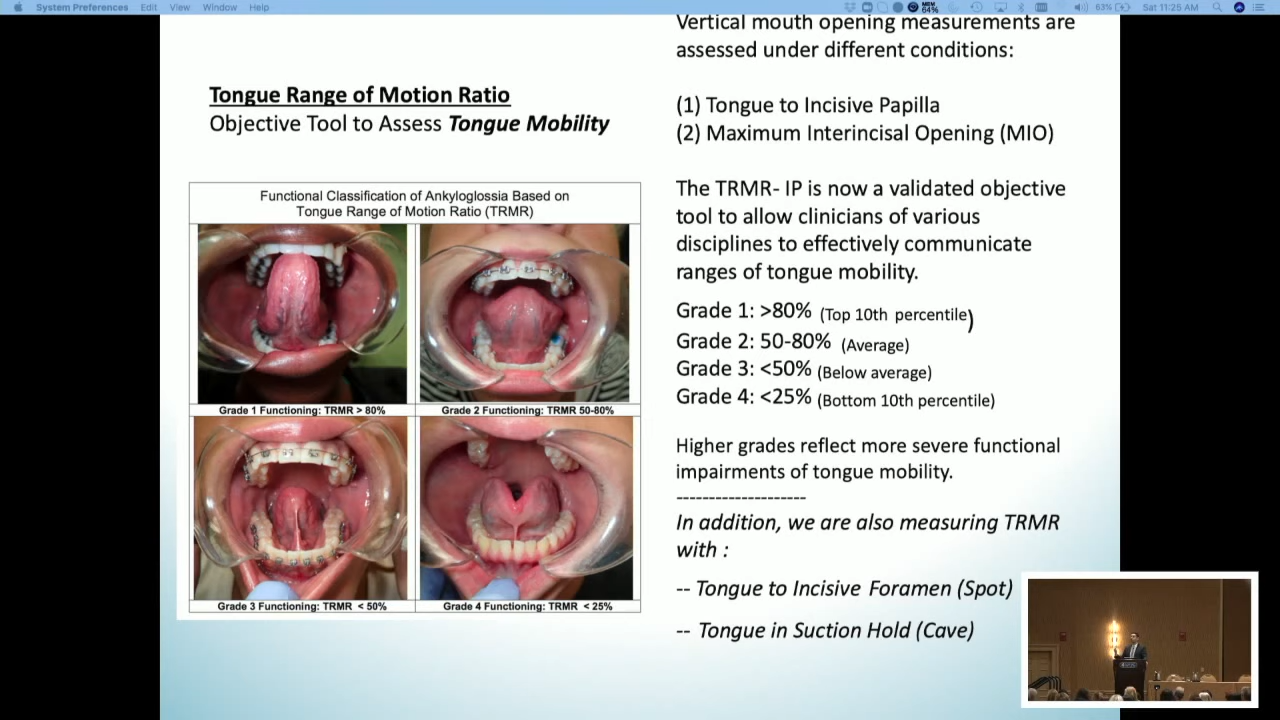 System Preferences Edit View Window Help
MEM
64%
63% Sat 11:25 AM
Tongue Range of Motion Ratio
Objective Tool to Assess Tongue Mobility
Functional Classification of Ankyloglossia Based on
Tongue Range of Motion Ratio (TRMR)
Grade 1 Functioning: TRMR > 80%
Grade 2 Functioning: TRMR 50-80%
Grade 3 Functioning: TRMR < 50%
Grade 4 Functioning: TRMR < 25%
Vertical mouth opening measurements are
assessed under different conditions:
(1) Tongue to Incisive Papilla
(2) Maximum Interincisal Opening (MIO)
The TRMR- IP is now a validated objective
tool to allow clinicians of various
disciplines to effectively communicate
ranges of tongue mobility.
Grade 1: >80% (Top 10th percentile)
Grade 2: 50-80% (Average)
Grade 3: <50% (Below average)
Grade 4: <25% (Bottom 10th percentile)
Higher grades reflect more severe functional
impairments of tongue mobility.
--------------------
In addition, we are also measuring TRMR
with :
-- Tongue to Incisive Foramen (Spot)
-- Tongue in Suction Hold (Cave)